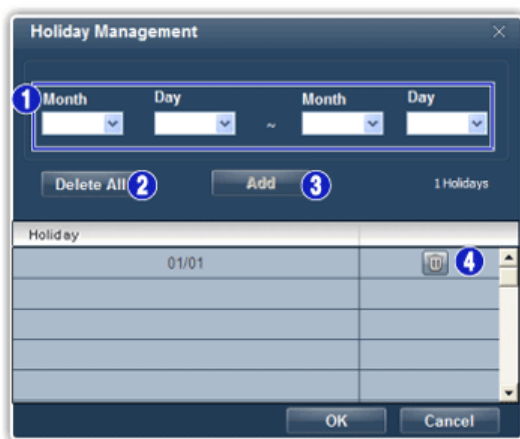 Holiday Management
1 Month Day Month Day
~
Delete All 2 Add 3 1 Holidays
Holiday
01/01 4
OK Cancel